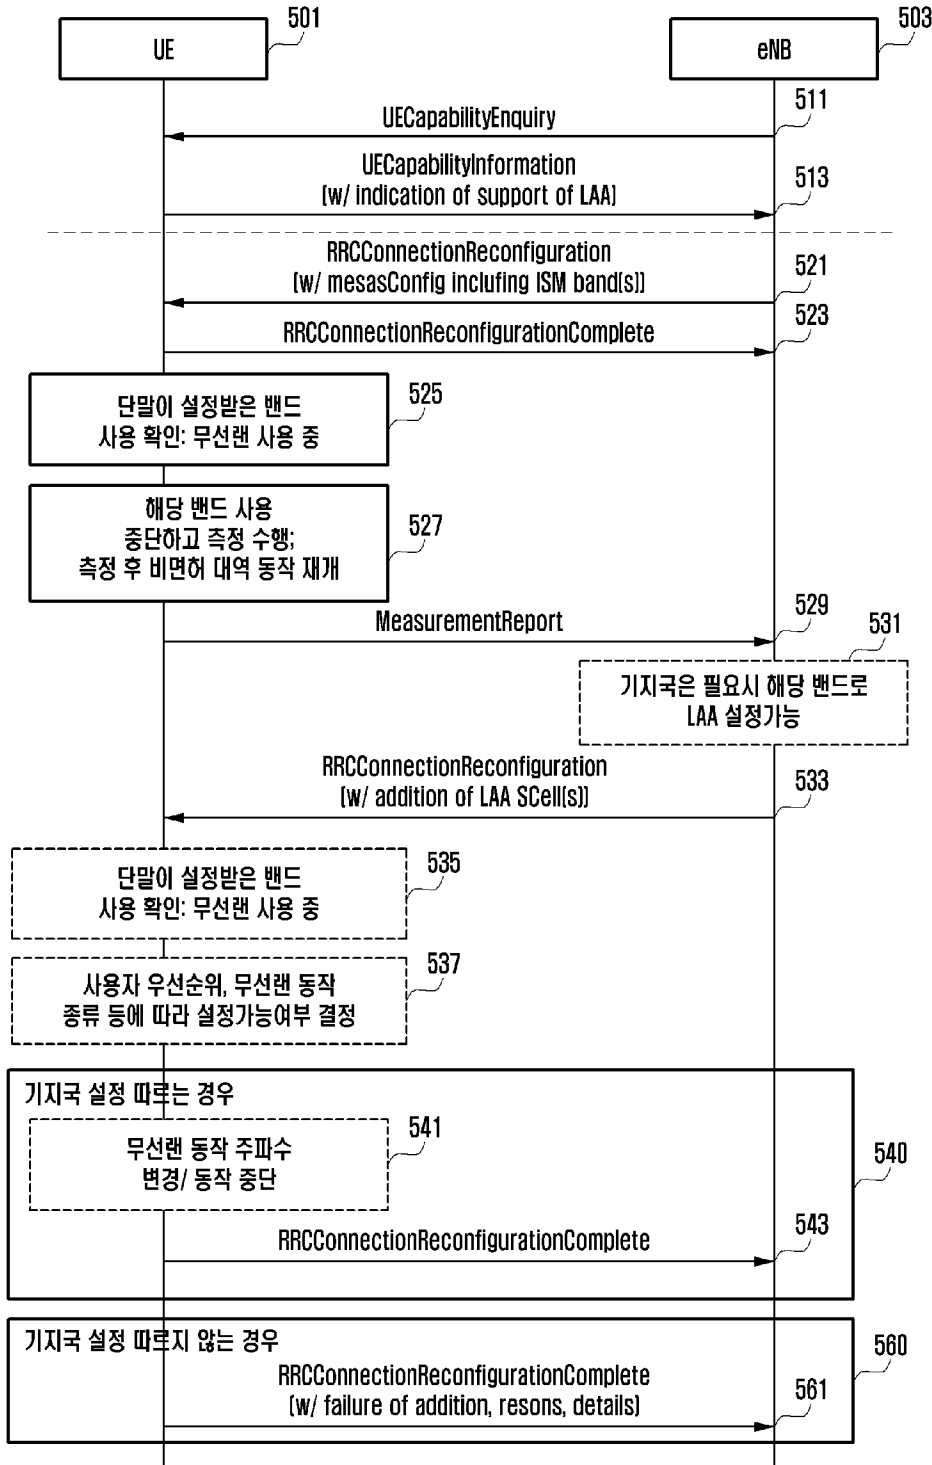 501
503
UE
eNB
511
UECapabilityEnquiry
UECapabilityInformation
(w/ indication of support of LAA)
513
RRCConnectionReconfiguration
(w/ mesasConfig inclufing ISM band(s))
521
RRCConnectionReconfigurationComplete
523
단말이 설정받은 밴드
사용 확인: 무선랜 사용 중
525
해당 밴드 사용
중단하고 측정 수행;
측정 후 비면허 대역 동작 재개
527
MeasurementReport
529
531
기지국은 필요시 해당 밴드로
LAA 설정가능
RRCConnectionReconfiguration
(w/ addition of LAA SCell(s))
533
단말이 설정받은 밴드
사용 확인: 무선랜 사용 중
535
사용자 우선순위, 무선랜 동작
종류 등에 따라 설정가능여부 결정
537
기지국 설정 따르는 경우
무선랜 동작 주파수
변경/ 동작 중단
541
540
RRCConnectionReconfigurationComplete
543
기지국 설정 따르지 않는 경우
560
RRCConnectionReconfigurationComplete
(w/ failure of addition, resons, details)
561